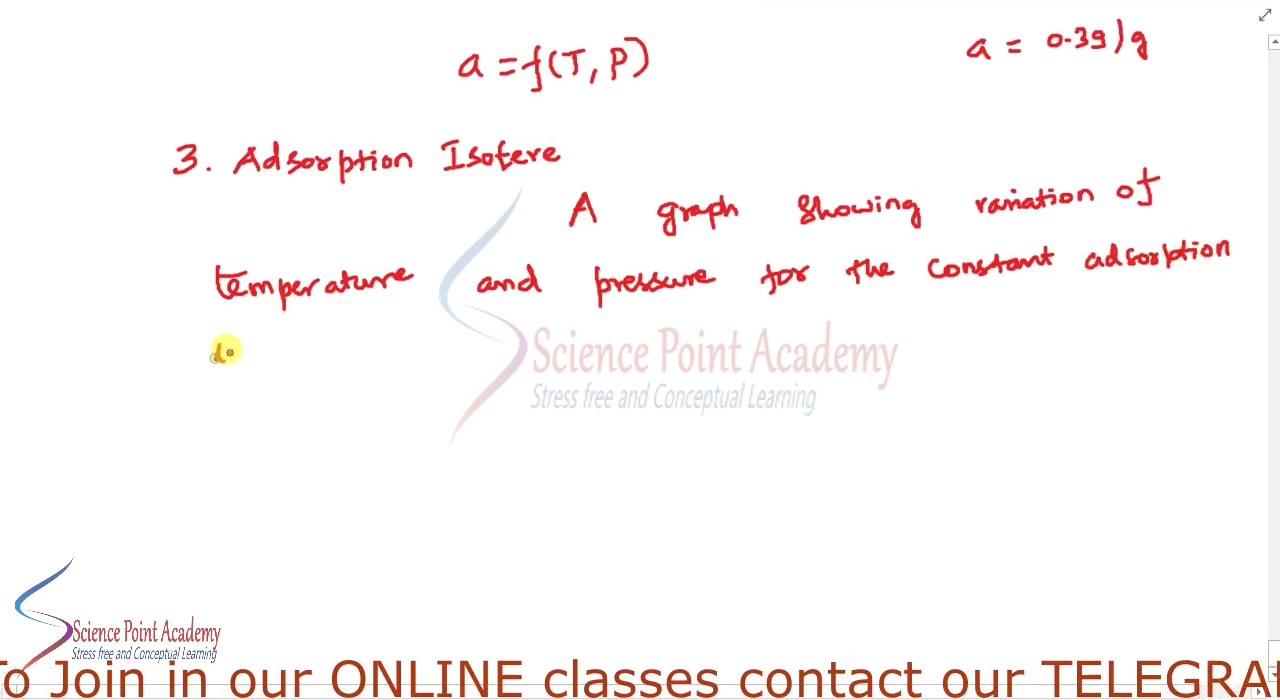 a = f(T, P)
a = 0.39/g
3. Adsorption Isotere
A graph showing variation of
temperature and pressure for the constant adsorption
Science Point Academy
Stress free and Conceptual Learning
Science Point Academy
Stress free and Conceptual Learning
To Join in our ONLINE classes contact our TELEGRA